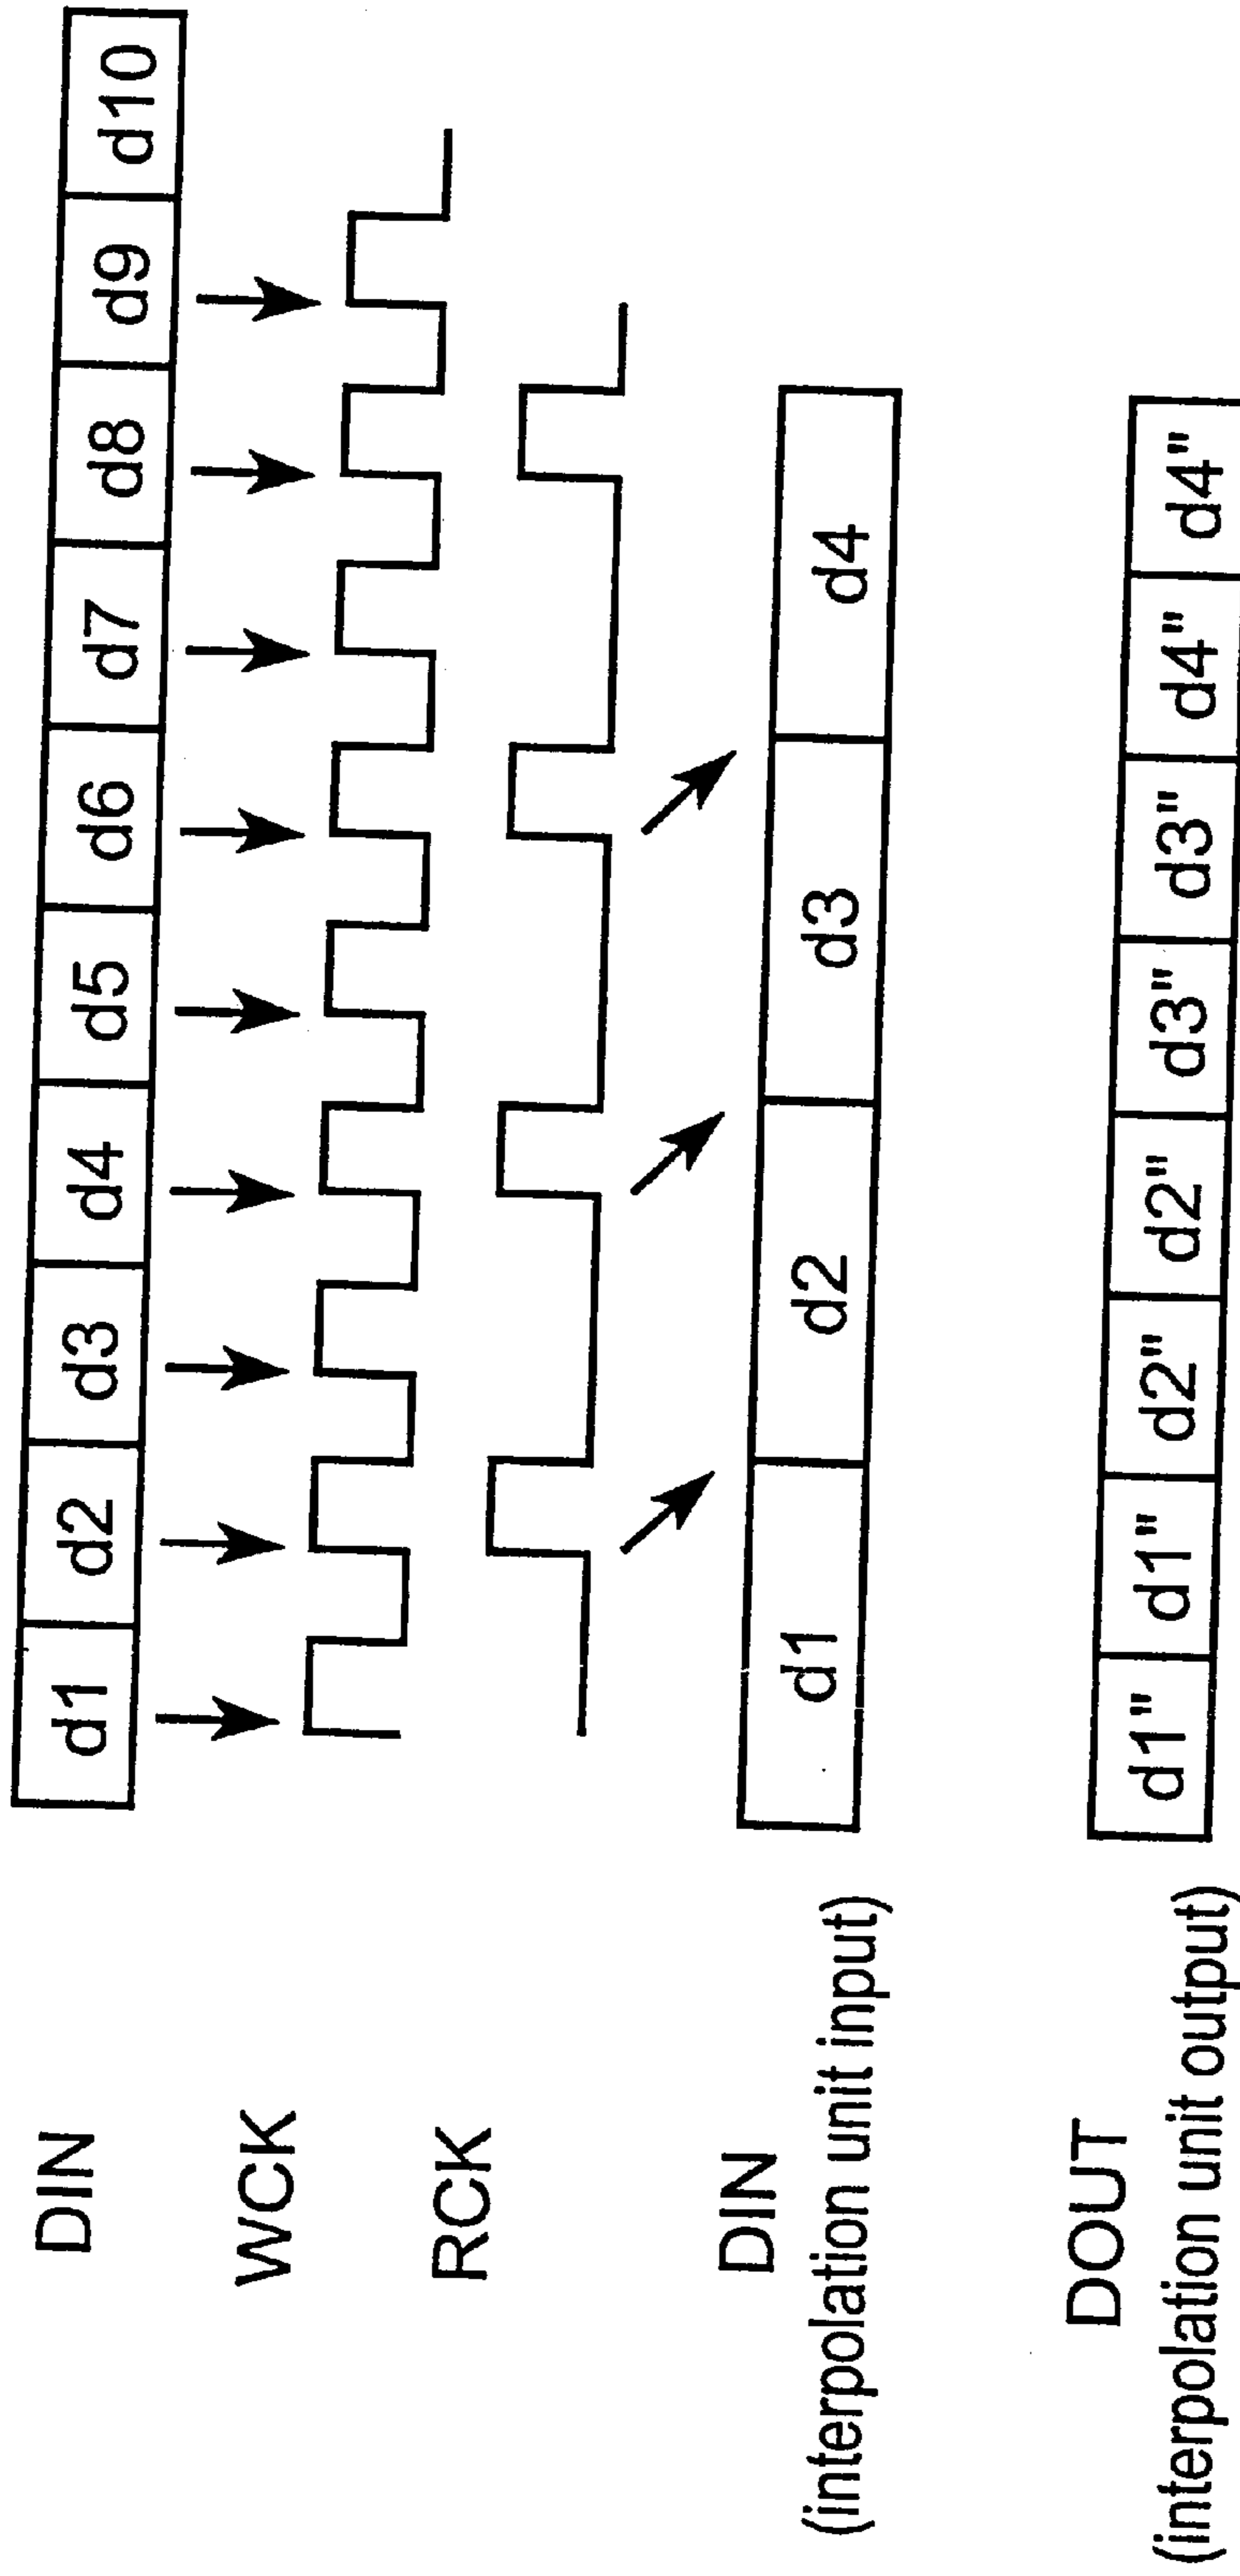 DIN d1 d2 d3 d4 d5 d6 d7 d8 d9 d10
WCK
RCK
DIN d1 d2 d3 d4
(interpolation unit input)
DOUT d1" d1" d2" d2" d3" d3" d4" d4"
(interpolation unit output)